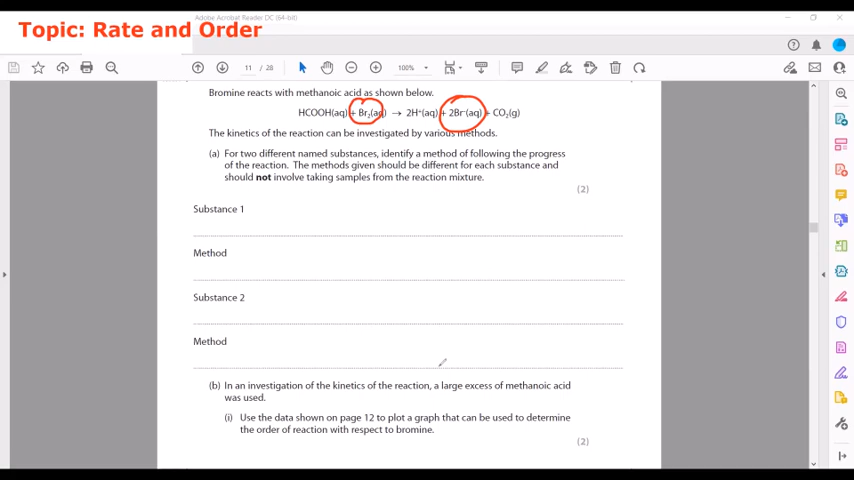 Adobe Acrobat Reader DC (64-bit)
Topic: Rate and Order
11 / 28
100%
Bromine reacts with methanoic acid as shown below.
HCOOH(aq) + Br₂(aq) → 2H⁺(aq) + 2Br⁻(aq) + CO₂(g)
The kinetics of the reaction can be investigated by various methods.
(a) For two different named substances, identify a method of following the progress
of the reaction. The methods given should be different for each substance and
should not involve taking samples from the reaction mixture.
(2)
Substance 1
Method
Substance 2
Method
(b) In an investigation of the kinetics of the reaction, a large excess of methanoic acid
was used.
(i) Use the data shown on page 12 to plot a graph that can be used to determine
the order of reaction with respect to bromine.
(2)